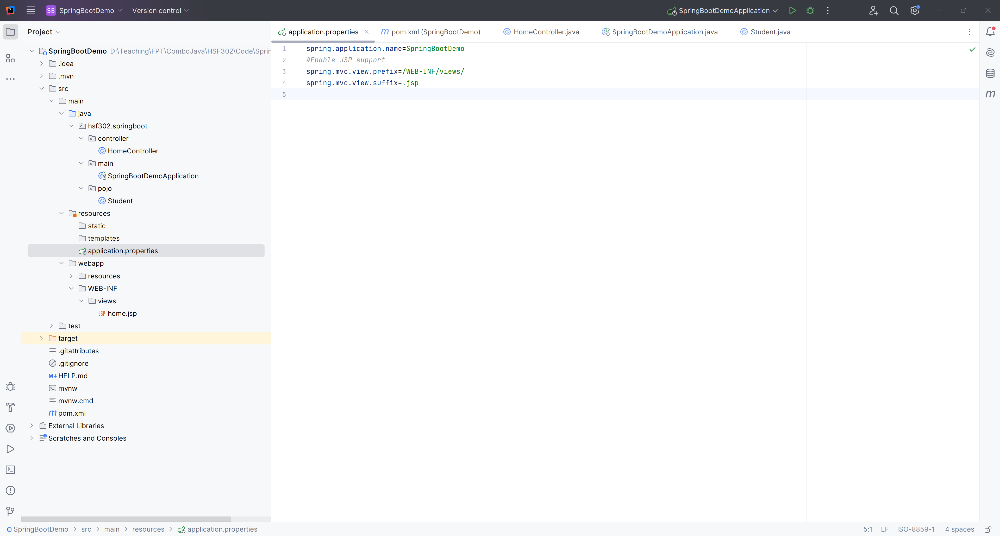 SB SpringBootDemo Version control SpringBootDemoApplication
Project
application.properties
m pom.xml (SpringBootDemo)
C HomeController.java
SpringBootDemoApplication.java
C Student.java
SpringBootDemo D:\Teaching\FPT\ComboJava\HSF302\Code\Sprin
.idea
.mvn
src
main
java
hsf302.springboot
controller
C HomeController
main
SpringBootDemoApplication
pojo
C Student
resources
static
templates
application.properties
webapp
resources
WEB-INF
views
JSP home.jsp
test
target
.gitattributes
.gitignore
M↓ HELP.md
mvnw
mvnw.cmd
m pom.xml
External Libraries
Scratches and Consoles
1 spring.application.name=SpringBootDemo
2 #Enable JSP support
3 spring.mvc.view.prefix=/WEB-INF/views/
4 spring.mvc.view.suffix=.jsp
5
m
SpringBootDemo > src > main > resources > application.properties
5:1 LF ISO-8859-1 4 spaces